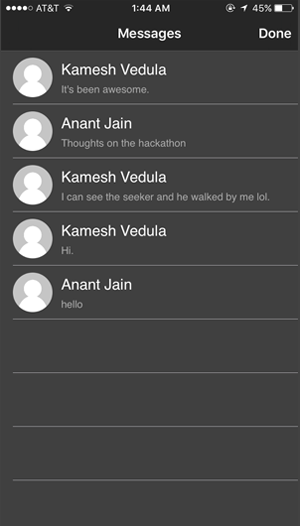 AT&T 1:44 AM 45%
Messages Done
Kamesh Vedula
It's been awesome.
Anant Jain
Thoughts on the hackathon
Kamesh Vedula
I can see the seeker and he walked by me lol.
Kamesh Vedula
Hi.
Anant Jain
hello